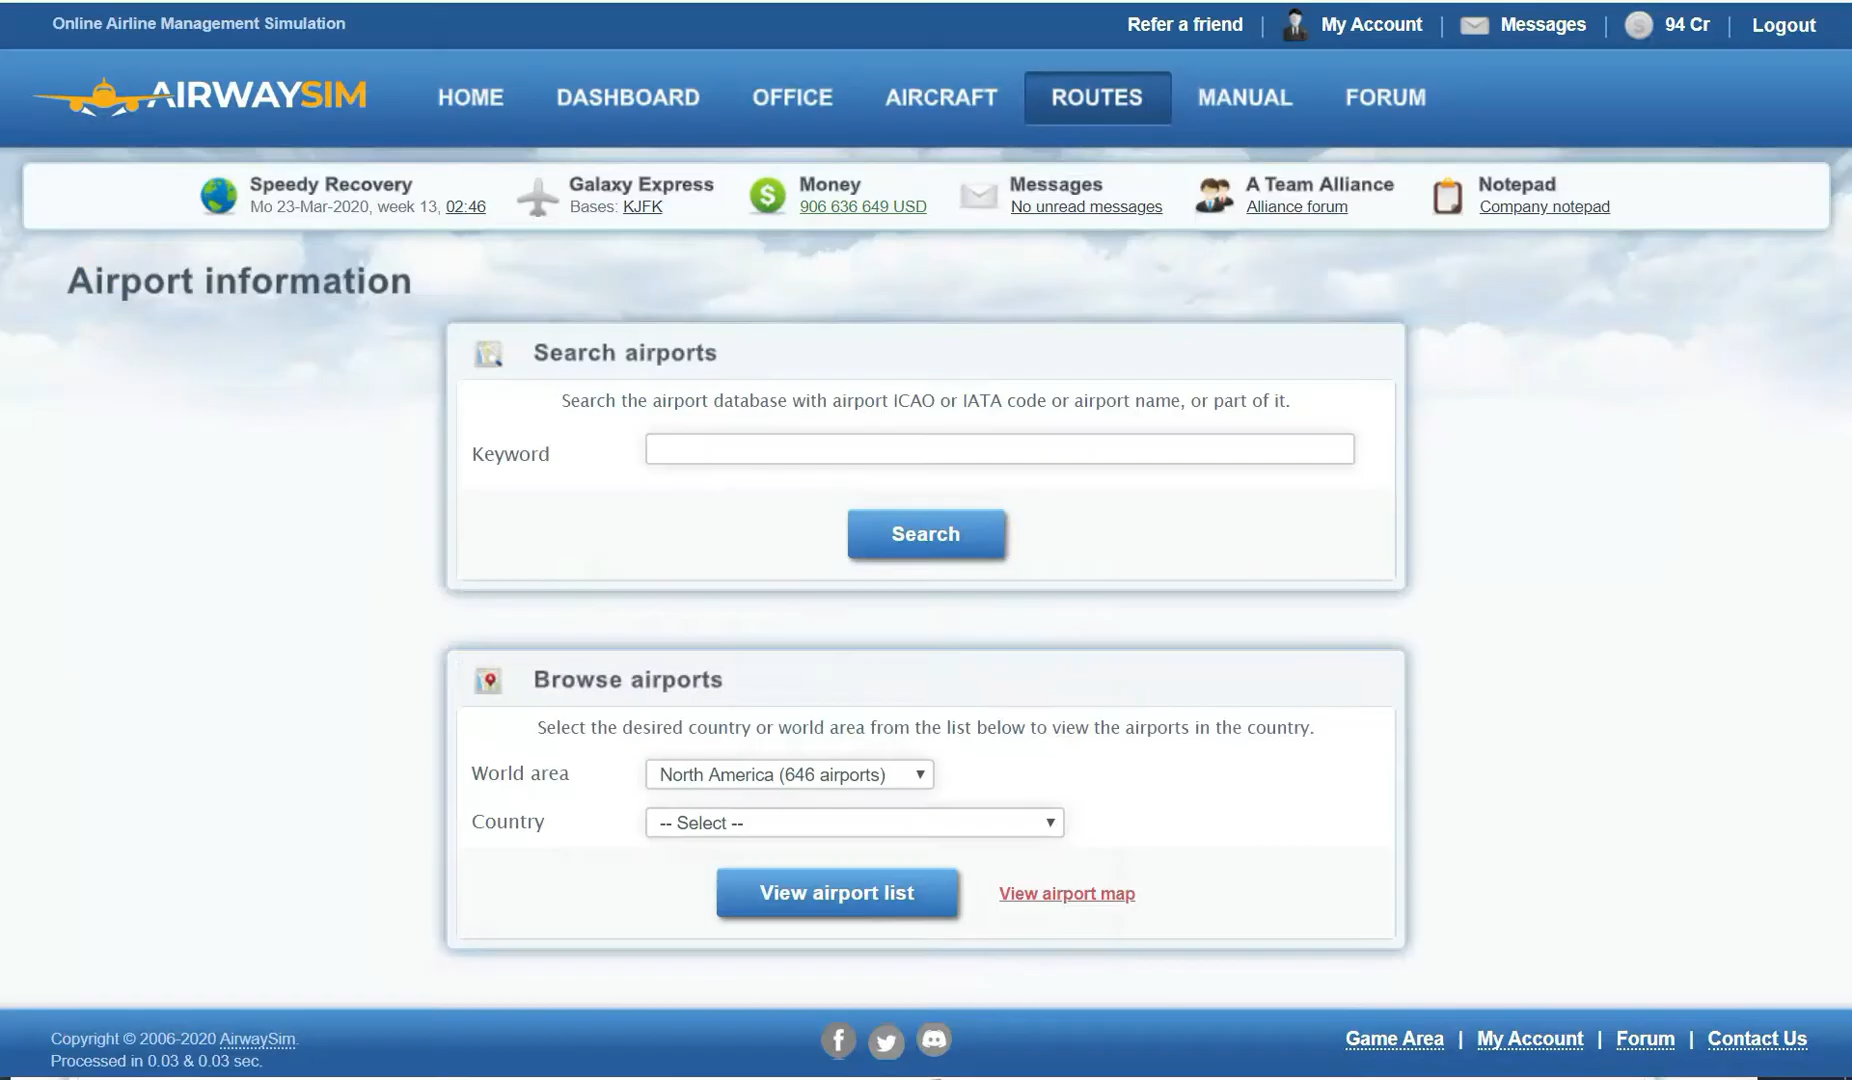 Online Airline Management Simulation
Refer a friend | My Account | Messages | 94 Cr | Logout
AIRWAYSIM
HOME DASHBOARD OFFICE AIRCRAFT ROUTES MANUAL FORUM
Speedy Recovery
Mo 23-Mar-2020, week 13, 02:46
Galaxy Express
Bases: KJFK
Money
906 636 649 USD
Messages
No unread messages
A Team Alliance
Alliance forum
Notepad
Company notepad
Airport information
Search airports
Search the airport database with airport ICAO or IATA code or airport name, or part of it.
Keyword
Search
Browse airports
Select the desired country or world area from the list below to view the airports in the country.
World area North America (646 airports)
Country -- Select --
View airport list View airport map
Copyright © 2006-2020 AirwaySim.
Processed in 0.03 & 0.03 sec.
Game Area | My Account | Forum | Contact Us